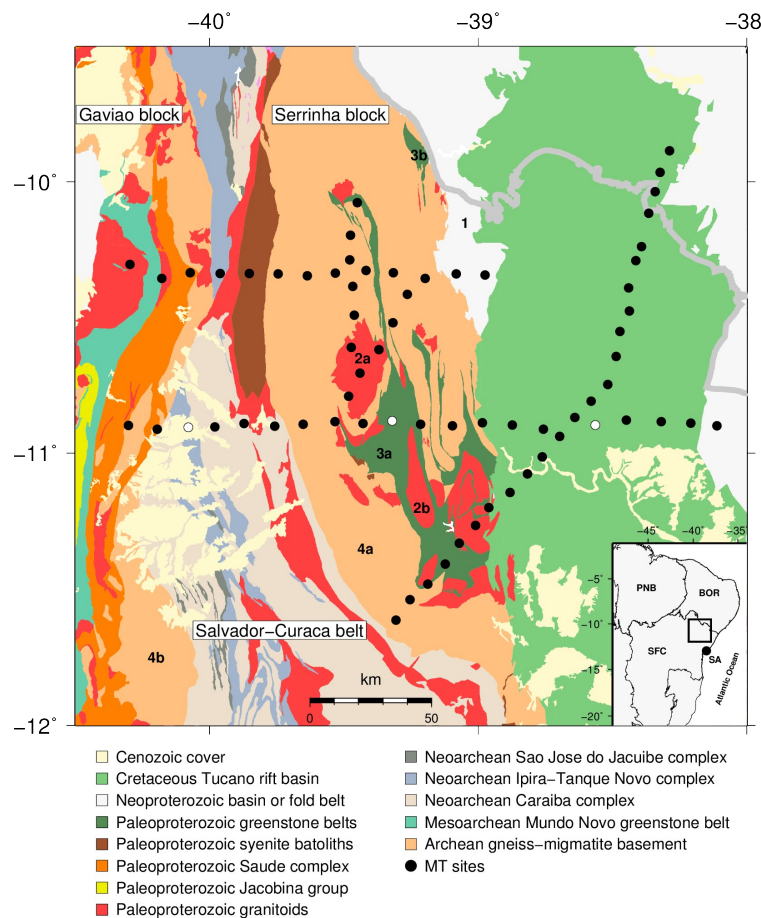 −40° −39° −38
Gaviao block Serrinha block
3b
−10°
1
2a
−11°
3a
2b
4a
−45° −40° −35°
−5°
PNB BOR
−10°
SFC
SA
−15°
Atlantic Ocean
−20°
Salvador−Curaca belt
4b
km
0 50
−12°
Cenozoic cover
Cretaceous Tucano rift basin
Neoproterozoic basin or fold belt
Paleoproterozoic greenstone belts
Paleoproterozoic syenite batoliths
Paleoproterozoic Saude complex
Paleoproterozoic Jacobina group
Paleoproterozoic granitoids
Neoarchean Sao Jose do Jacuibe complex
Neoarchean Ipira−Tanque Novo complex
Neoarchean Caraiba complex
Mesoarchean Mundo Novo greenstone belt
Archean gneiss−migmatite basement
MT sites